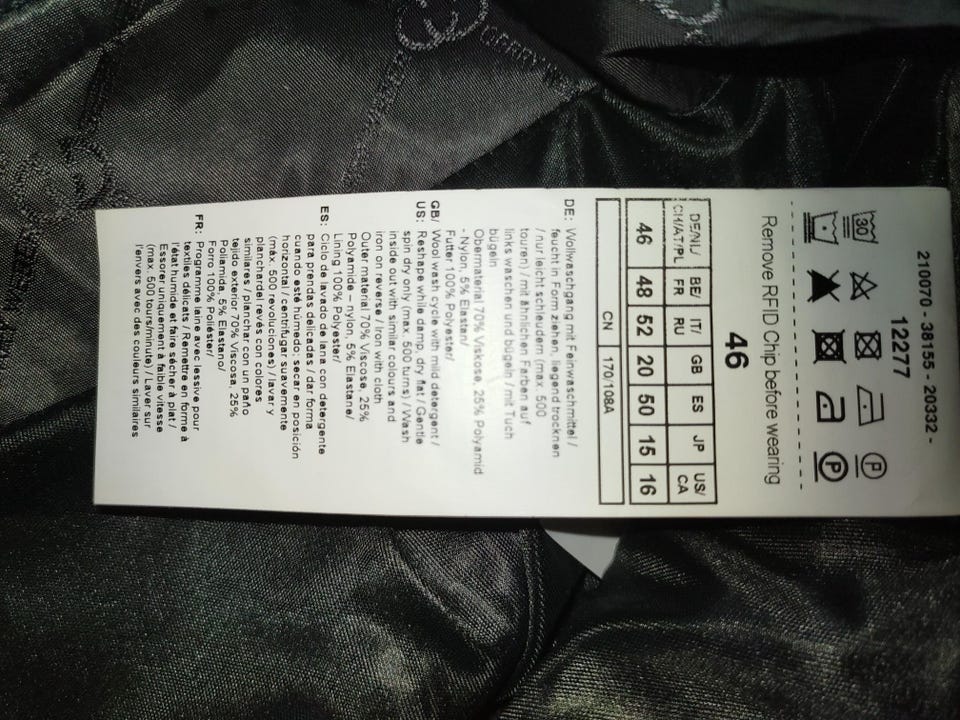 210070 - 38155 - 20332 -
12277
30
P
P
Remove RFID Chip before wearing
46
DE/NL/ CH/AT/PL BE/ FR IT/ RU GB ES JP US/ CA
46 48 52 20 50 15 16
CN 170/108A
DE: Wollwaschgang mit Feinwaschmittel /
feucht in Form ziehen, liegend trocknen
/ nur leicht schleudern (max. 500
touren) / mit ähnlichen Farben auf
links waschen und bügeln / mit Tuch
bügeln
Obermaterial 70% Viskose, 25% Polyamid
- Nylon, 5% Elastan/
Futter 100% Polyester/
GB/ US: Wool wash cycle with mild detergent /
Reshape while damp, dry flat / Gentle
spin dry only (max. 500 turns) / Wash
inside out with similar colours and
iron on reverse / Iron with cloth
Outer material 70% Viscose, 25%
Polyamide – nylon, 5% Elastane/
Lining 100% Polyester/
ES: Ciclo de lavado de lana con detergente
para prendas delicadas / dar forma
cuando esté húmedo; secar en posición
horizontal / centrifugar suavemente
(máx. 500 revoluciones) / lavar y
planchar del revés con colores
similares / planchar con un paño
tejido exterior 70% Viscosa, 25%
Poliamida, 5% Elastano/
Forro 100% Poliéster/
FR: Programme laine avec lessive pour
textiles délicats / Remettre en forme à
l'état humide et faire sécher à plat /
Essorer uniquement à faible vitesse
(max. 500 tours/minute) / Laver sur
l'envers avec des couleurs similaires
GERRY WEBER